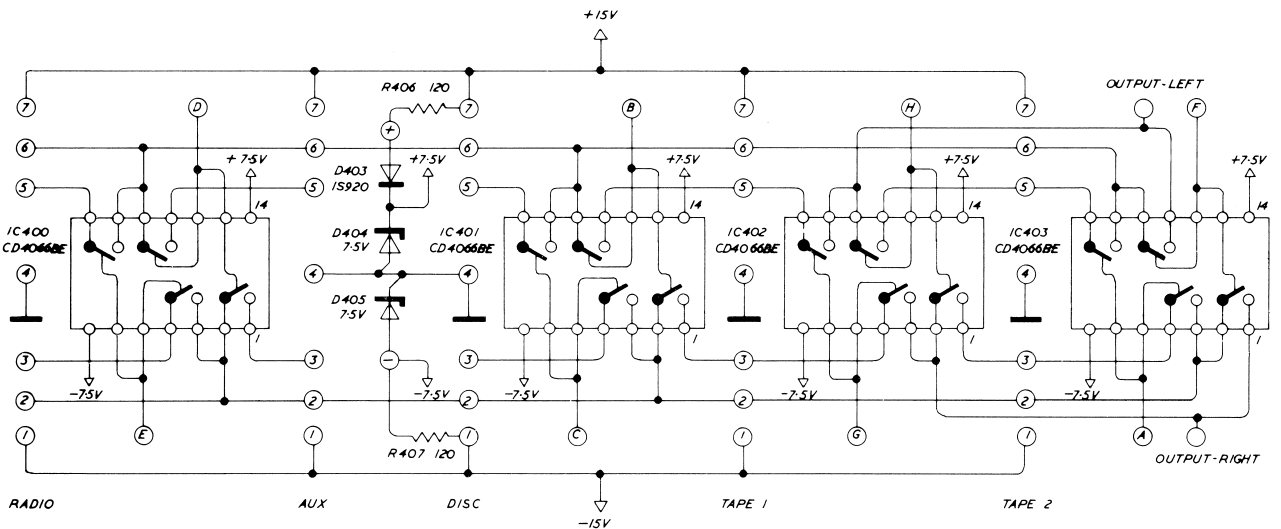 +15V
R406 120
OUTPUT-LEFT
7 D 7 + 7 B 7 H 7 F
6 6 6 6 6
+7·5V D403 1S920 +7·5V +7·5V +7·5V +7·5V
5 5 5 5 5
14 14 14 14
IC400 CD4066BE
D404 7·5V
IC401 CD4066BE
IC402 CD4066BE
IC403 CD4066BE
4 4 4 4 4
D405 7·5V
1 1 1 1
3 3 − 3 3 3
-7·5V -7·5V -7·5V -7·5V -7·5V
2 2 2 2 2
1 E 1 1 C 1 G 1 A
R407 120
OUTPUT-RIGHT
RADIO AUX DISC TAPE 1 TAPE 2
-15V